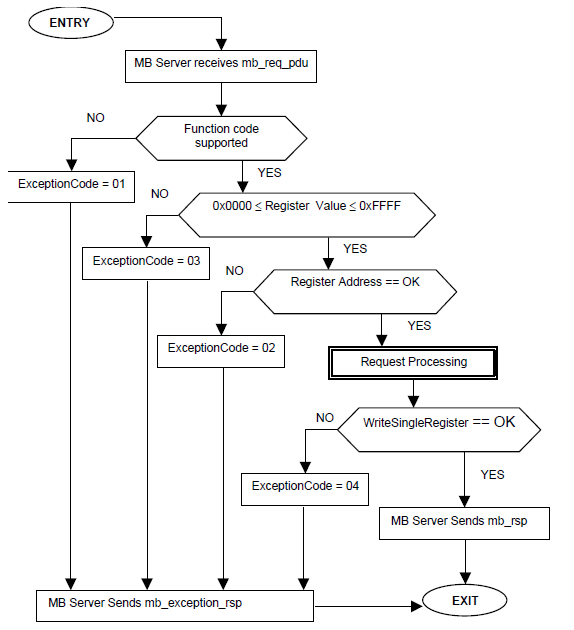 ENTRY
MB Server receives mb_req_pdu
NO
Function code
supported
YES
ExceptionCode = 01
NO
0x0000 ≤ Register Value ≤ 0xFFFF
YES
ExceptionCode = 03
NO
Register Address == OK
YES
ExceptionCode = 02
Request Processing
NO
WriteSingleRegister == OK
YES
ExceptionCode = 04
MB Server Sends mb_rsp
MB Server Sends mb_exception_rsp
EXIT